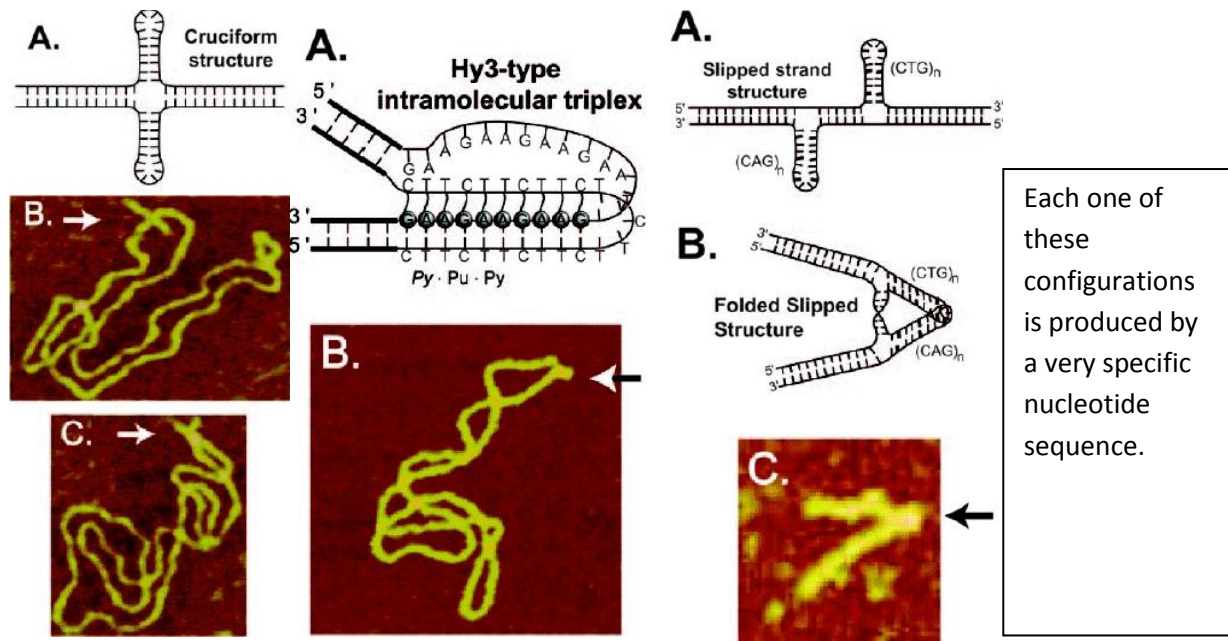 A.
Cruciform
structure
B.
C.
A.
Hy3-type
intramolecular triplex
5'
3'
G A A G A A G A A G A A
C T T C T T C T T C T
T
C
T
3'
G A A G A A G A A G
5'
C T T C T T C T T C T
Py · Pu · Py
B.
A.
Slipped strand
structure
(CTG)n
5'
3'
3'
5'
(CAG)n
B.
3'
5'
(CTG)n
Folded Slipped
Structure
(CAG)n
5'
3'
C.
Each one of
these
configurations
is produced by
a very specific
nucleotide
sequence.